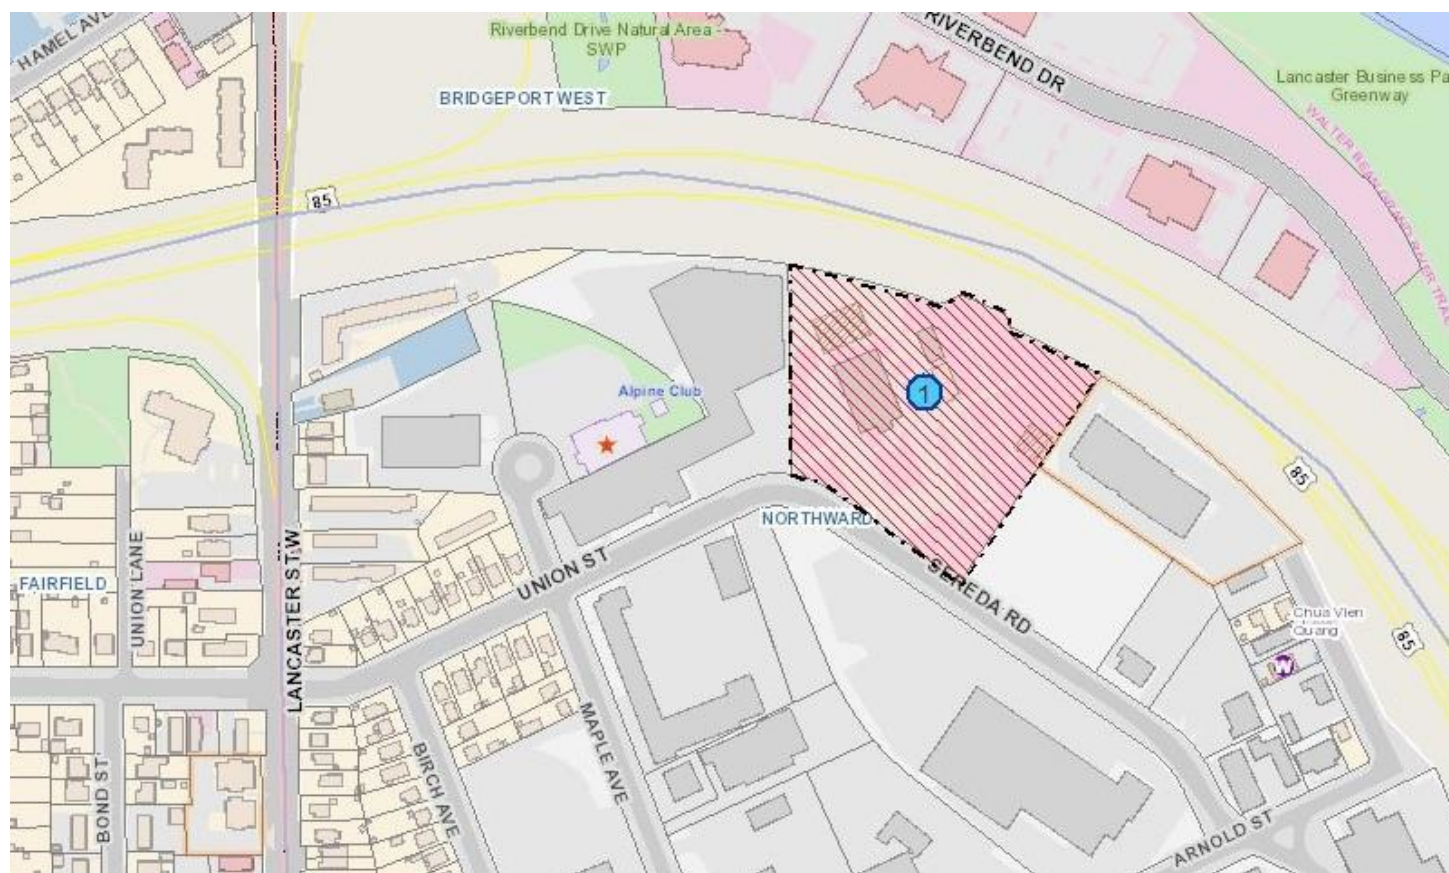 HAMEL AVE
Riverbend Drive Natural Area -
SWP
RIVERBEND DR
Lancaster Business Pa
Greenway
BRIDGEPORT WEST
85
Alpine Club
1
85
NORTHWARD
UNION ST
SEREDA RD
FAIRFIELD
UNION LANE
LANCASTER ST W
Chua Vien
Quang
W
85
MAPLE AVE
BIRCH AVE
BOND ST
ARNOLD ST